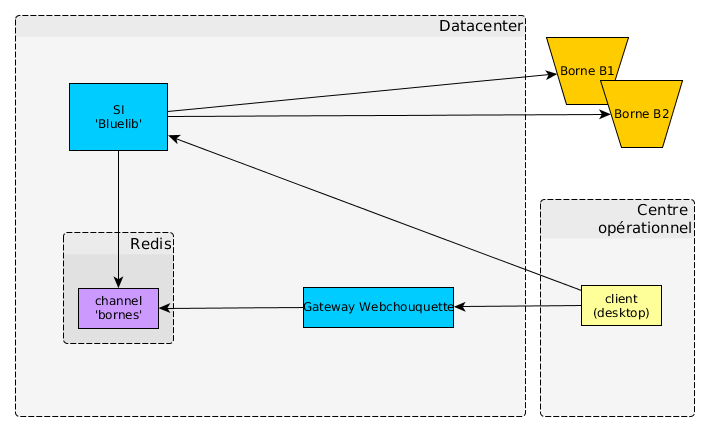 Datacenter
Borne B1
SI
'Bluelib'
Borne B2
Centre
opérationnel
Redis
channel
'bornes'
Gateway Webchouquette
client
(desktop)